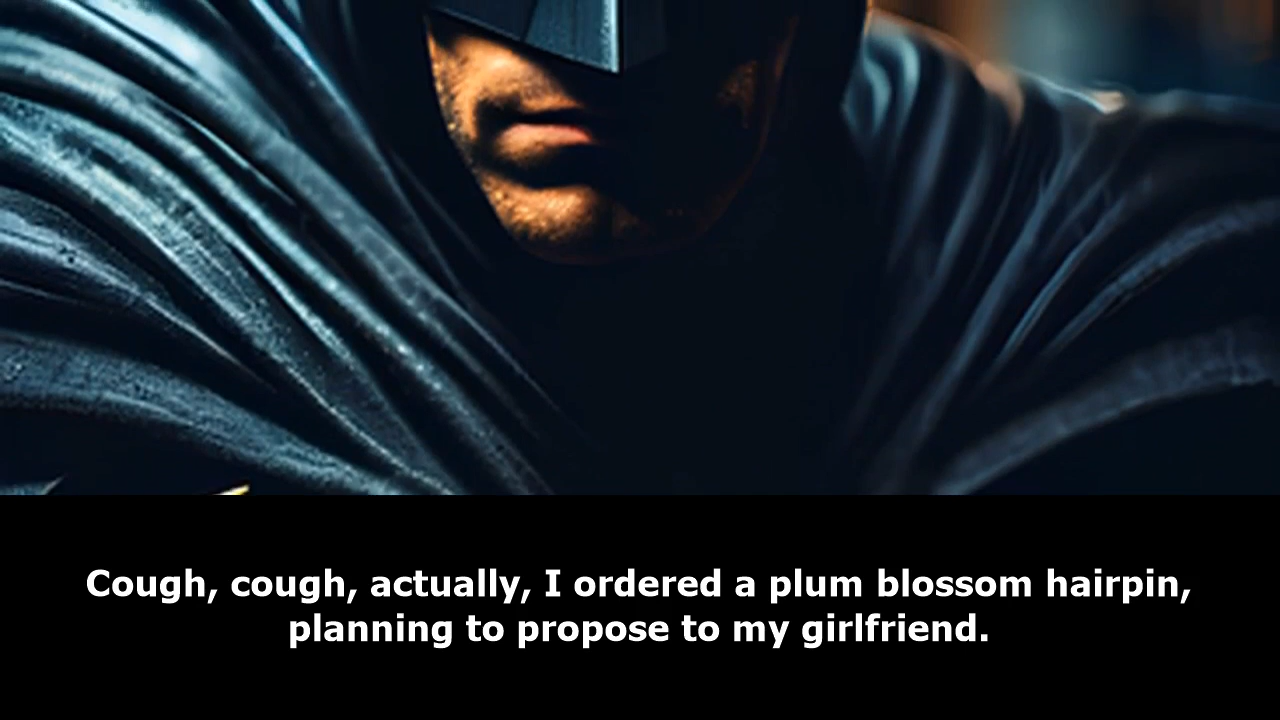 Cough, cough, actually, I ordered a plum blossom hairpin,
planning to propose to my girlfriend.